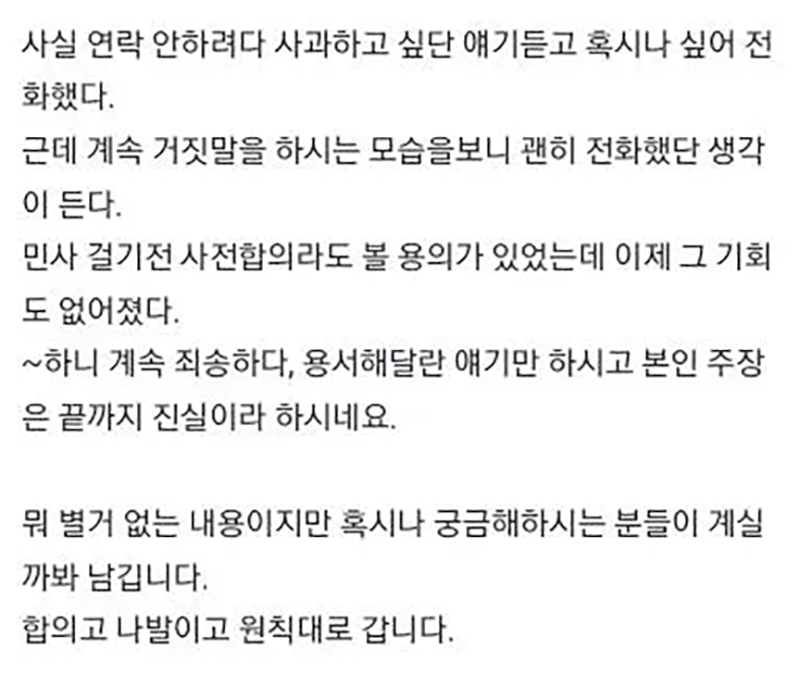 사실 연락 안하려다 사과하고 싶단 얘기듣고 혹시나 싶어 전
화했다.
근데 계속 거짓말을 하시는 모습을보니 괜히 전화했단 생각
이 든다.
민사 걸기전 사전합의라도 볼 용의가 있었는데 이제 그 기회
도 없어졌다.
~하니 계속 죄송하다, 용서해달란 얘기만 하시고 본인 주장
은 끝까지 진실이라 하시네요.
뭐 별거 없는 내용이지만 혹시나 궁금해하시는 분들이 계실
까봐 남깁니다.
합의고 나발이고 원칙대로 갑니다.